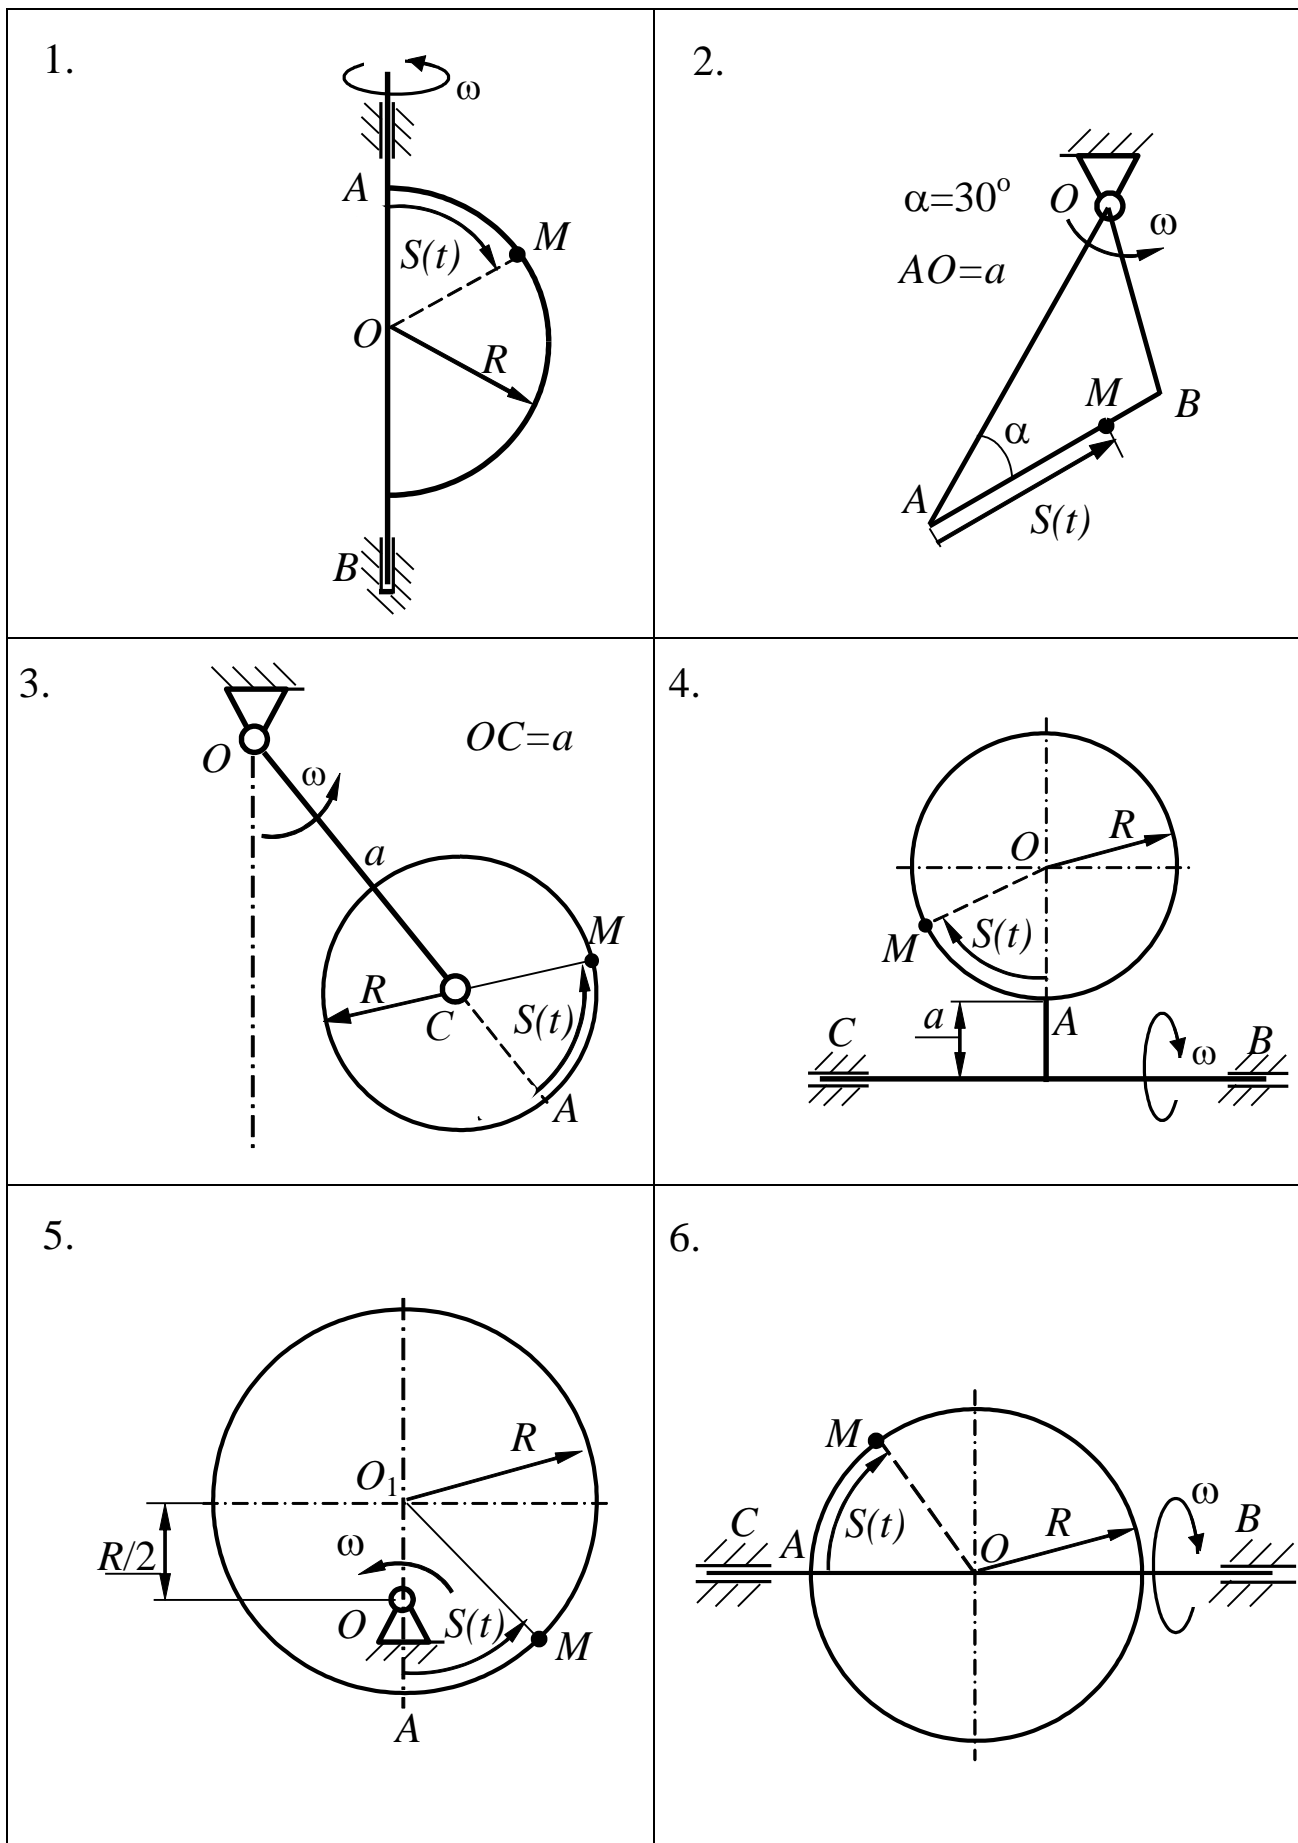 1.
ω
A
M
S(t)
O
R
B
2.
α=30°
O
ω
AO=a
M
B
α
A
S(t)
3.
OC=a
O
ω
a
M
R
S(t)
C
A
4.
R
O
S(t)
M
a
A
C
ω
B
5.
R
O₁
ω
R/2
O
S(t)
M
A
6.
M
ω
C
S(t)
R
B
A
O